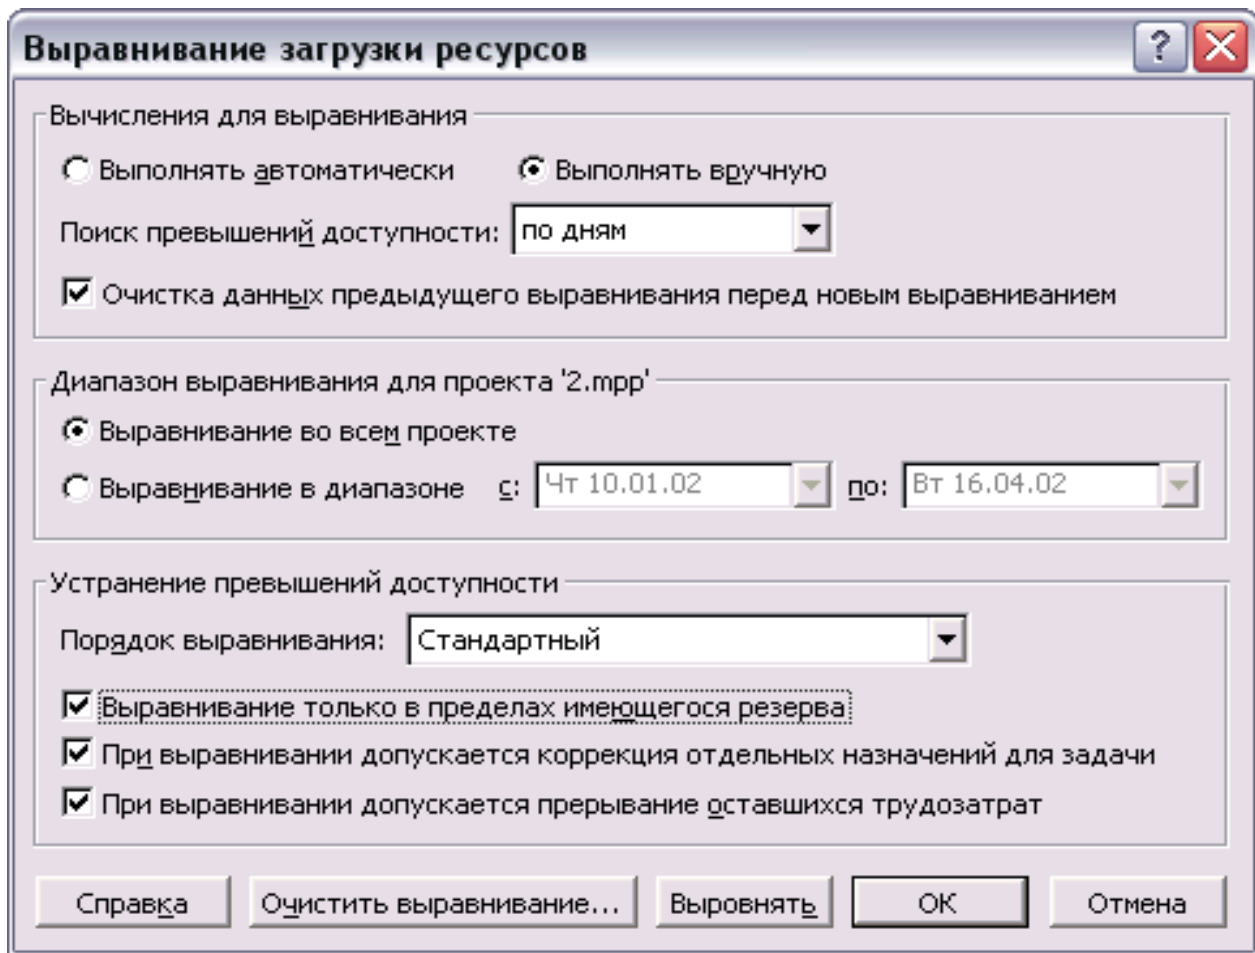 Выравнивание загрузки ресурсов
Вычисления для выравнивания
Выполнять автоматически Выполнять вручную
Поиск превышений доступности: по дням
Очистка данных предыдущего выравнивания перед новым выравниванием
Диапазон выравнивания для проекта '2.mpp'
Выравнивание во всем проекте
Выравнивание в диапазоне с: Чт 10.01.02 по: Вт 16.04.02
Устранение превышений доступности
Порядок выравнивания: Стандартный
Выравнивание только в пределах имеющегося резерва
При выравнивании допускается коррекция отдельных назначений для задачи
При выравнивании допускается прерывание оставшихся трудозатрат
Справка Очистить выравнивание... Выровнять ОК Отмена